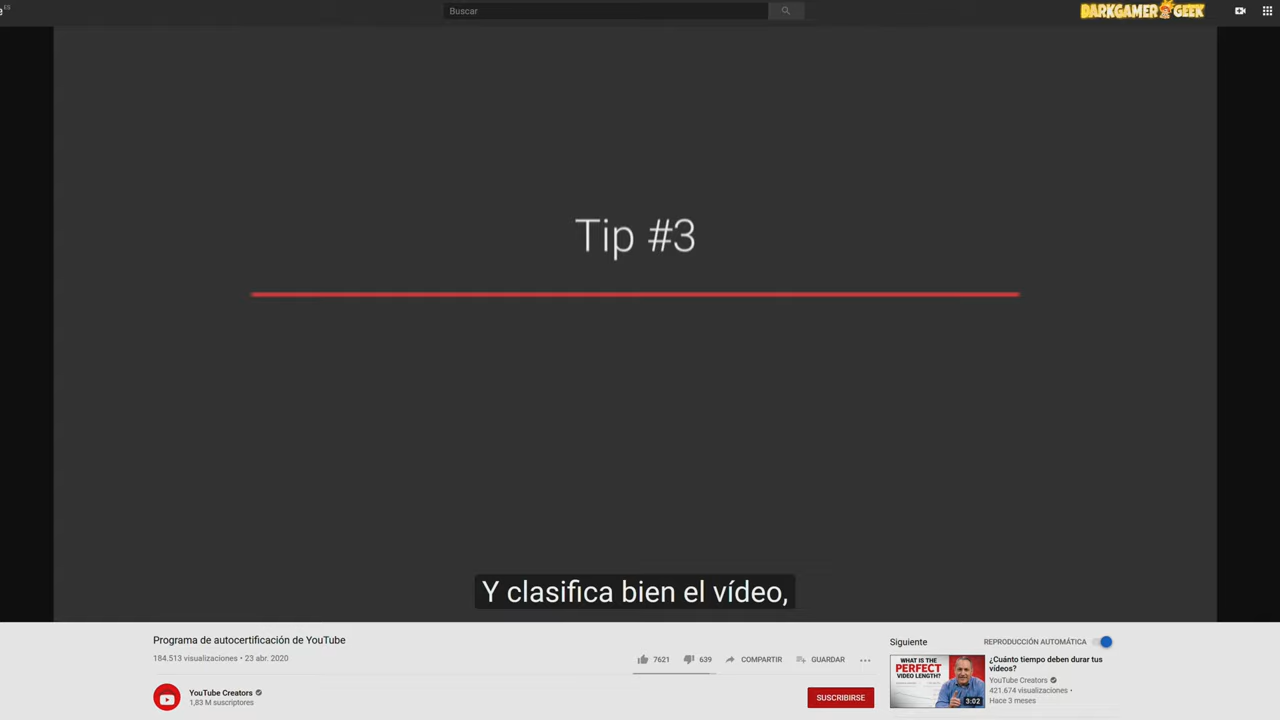 ES
Buscar
DARKGAMER GEEK
Tip #3
Y clasifica bien el vídeo,
Programa de autocertificación de YouTube
184.513 visualizaciones • 23 abr. 2020
7621
639
COMPARTIR
GUARDAR
YouTube Creators
1,83 M suscriptores
SUSCRIBIRSE
Siguiente
REPRODUCCIÓN AUTOMÁTICA
WHAT IS THE
PERFECT
VIDEO LENGTH?
3:02
¿Cuánto tiempo deben durar tus
vídeos?
YouTube Creators
421.674 visualizaciones •
Hace 3 meses